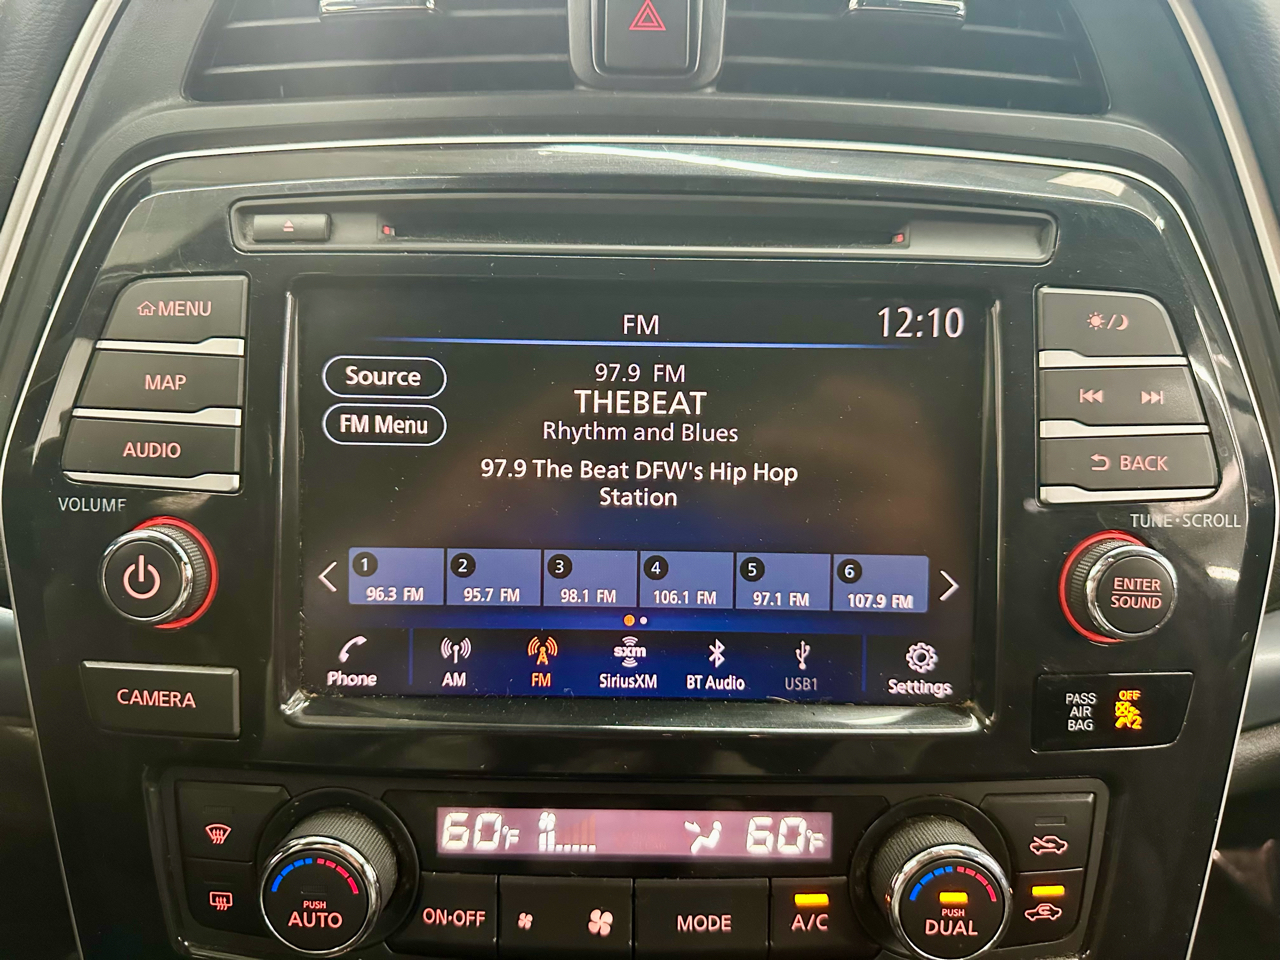 MENU
MAP
AUDIO
VOLUME
CAMERA
FM
12:10
Source
FM Menu
97.9 FM
THEBEAT
Rhythm and Blues
97.9 The Beat DFW's Hip Hop
Station
1
96.3 FM
2
95.7 FM
3
98.1 FM
4
106.1 FM
5
97.1 FM
6
107.9 FM
Phone
AM
FM
sxm
SiriusXM
BT Audio
USB1
Settings
BACK
TUNE•SCROLL
ENTER
SOUND
PASS
AIR
BAG
OFF
2
60°F
60°F
PUSH
AUTO
ON•OFF
MODE
A/C
PUSH
DUAL